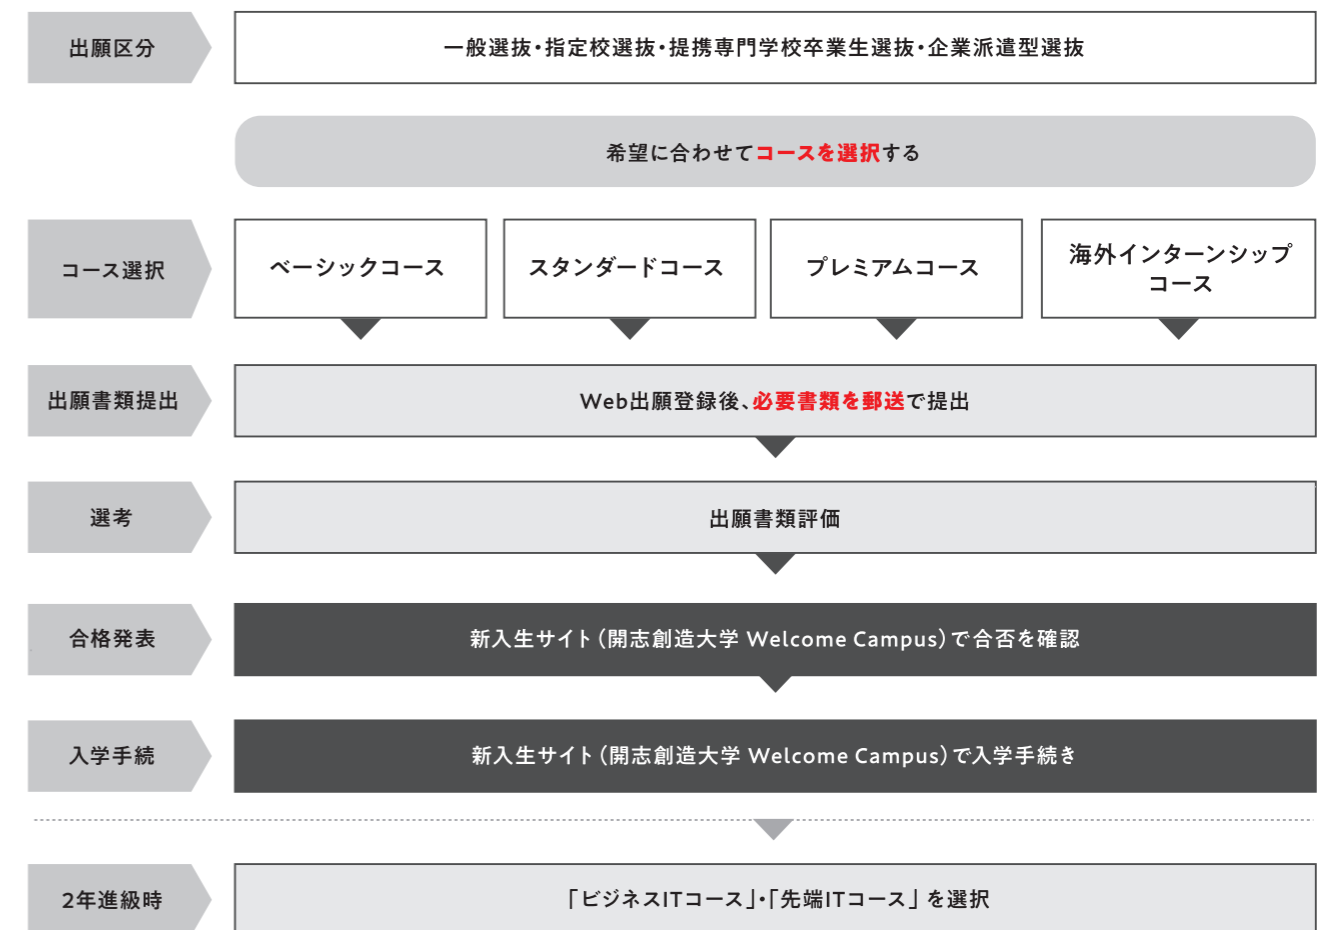 出願区分
一般選抜・指定校選抜・提携専門学校卒業生選抜・企業派遣型選抜
希望に合わせてコースを選択する
コース選択
ベーシックコース
スタンダードコース
プレミアムコース
海外インターンシップ
コース
出願書類提出
Web出願登録後、必要書類を郵送で提出
選考
出願書類評価
合格発表
新入生サイト（開志創造大学 Welcome Campus）で合否を確認
入学手続
新入生サイト（開志創造大学 Welcome Campus）で入学手続き
2年進級時
「ビジネスITコース」・「先端ITコース」を選択